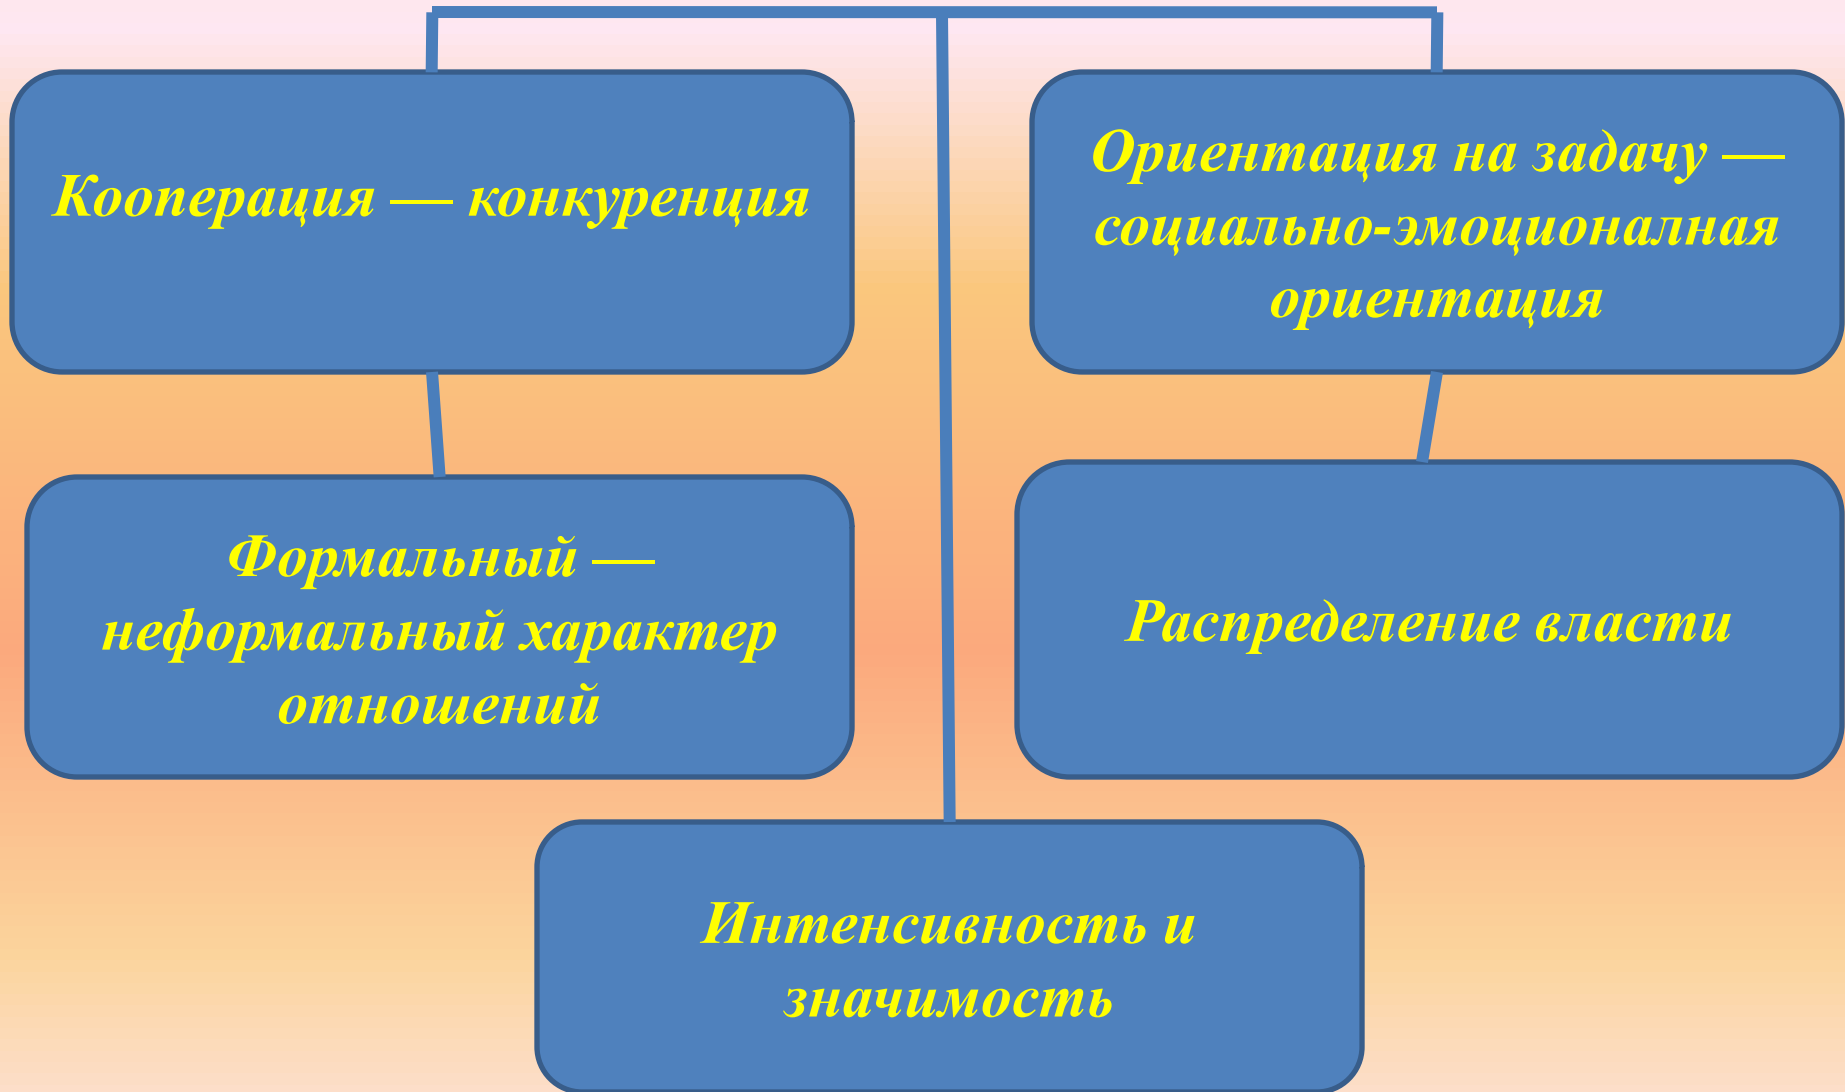 Кооперация — конкуренция
Ориентация на задачу —
социально-эмоционалная
ориентация
Формальный —
неформальный характер
отношений
Распределение власти
Интенсивность и
значимость